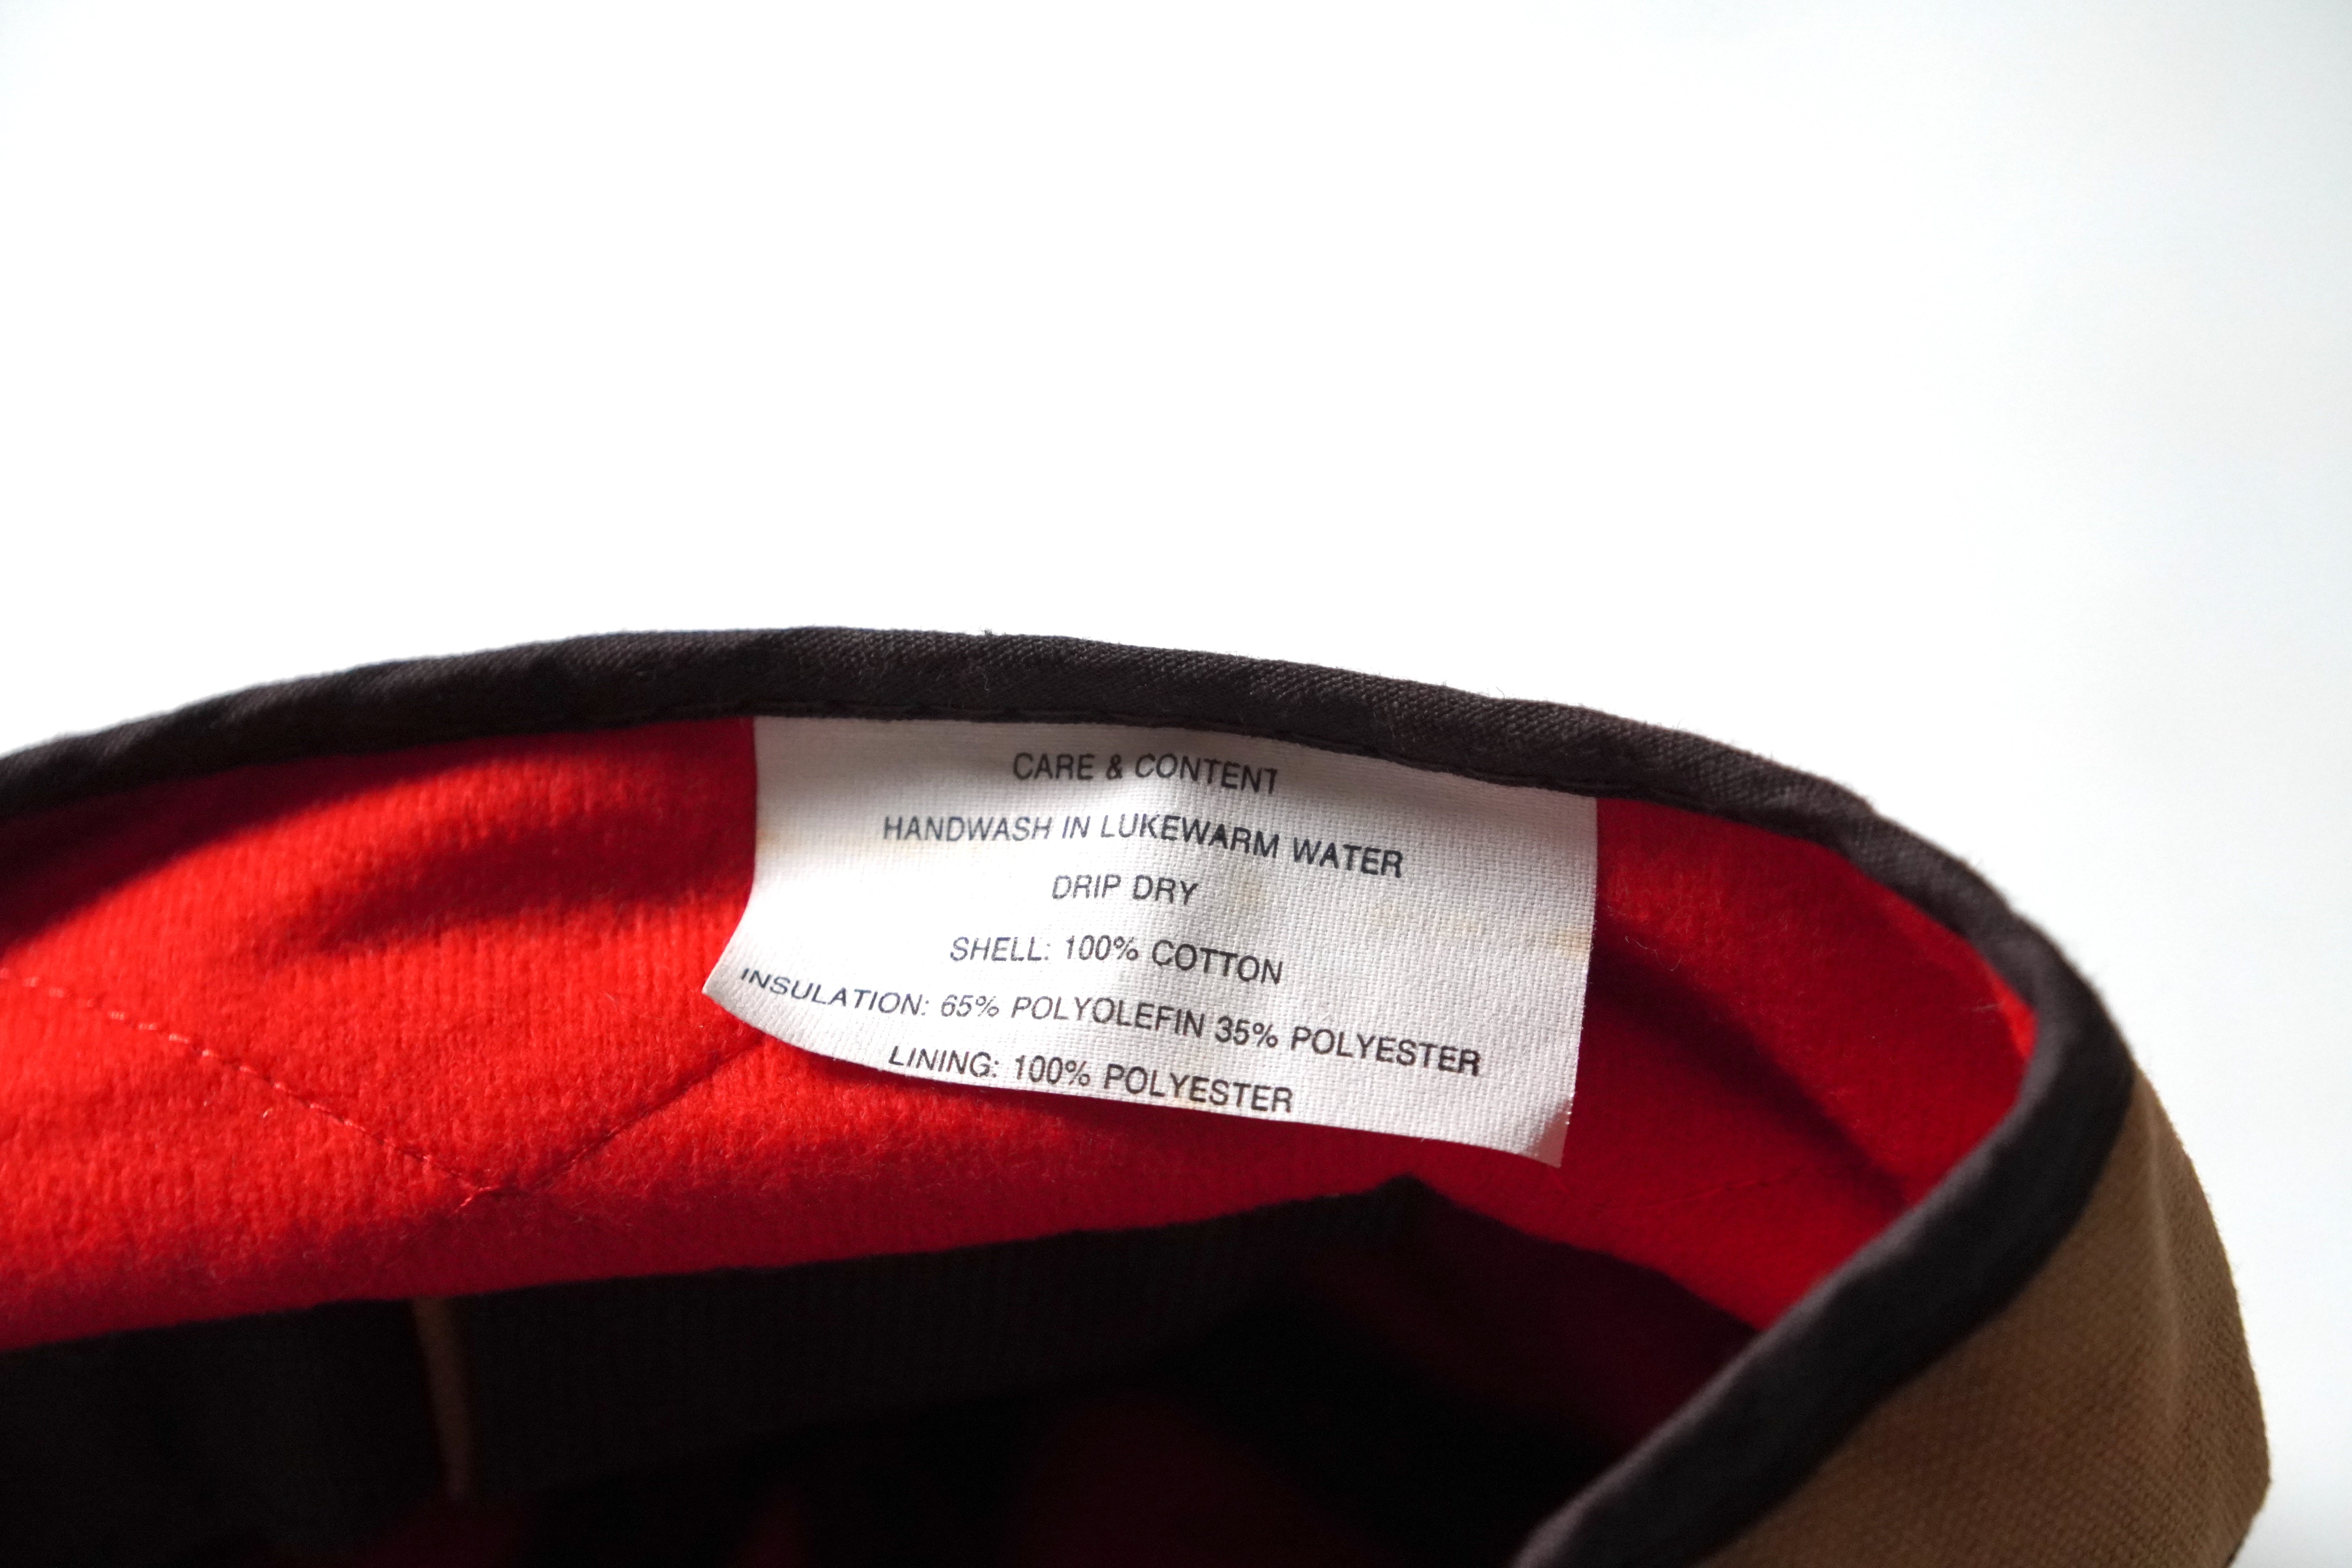 CARE & CONTENT
HANDWASH IN LUKEWARM WATER
DRIP DRY
SHELL: 100% COTTON
INSULATION: 65% POLYOLEFIN 35% POLYESTER
LINING: 100% POLYESTER